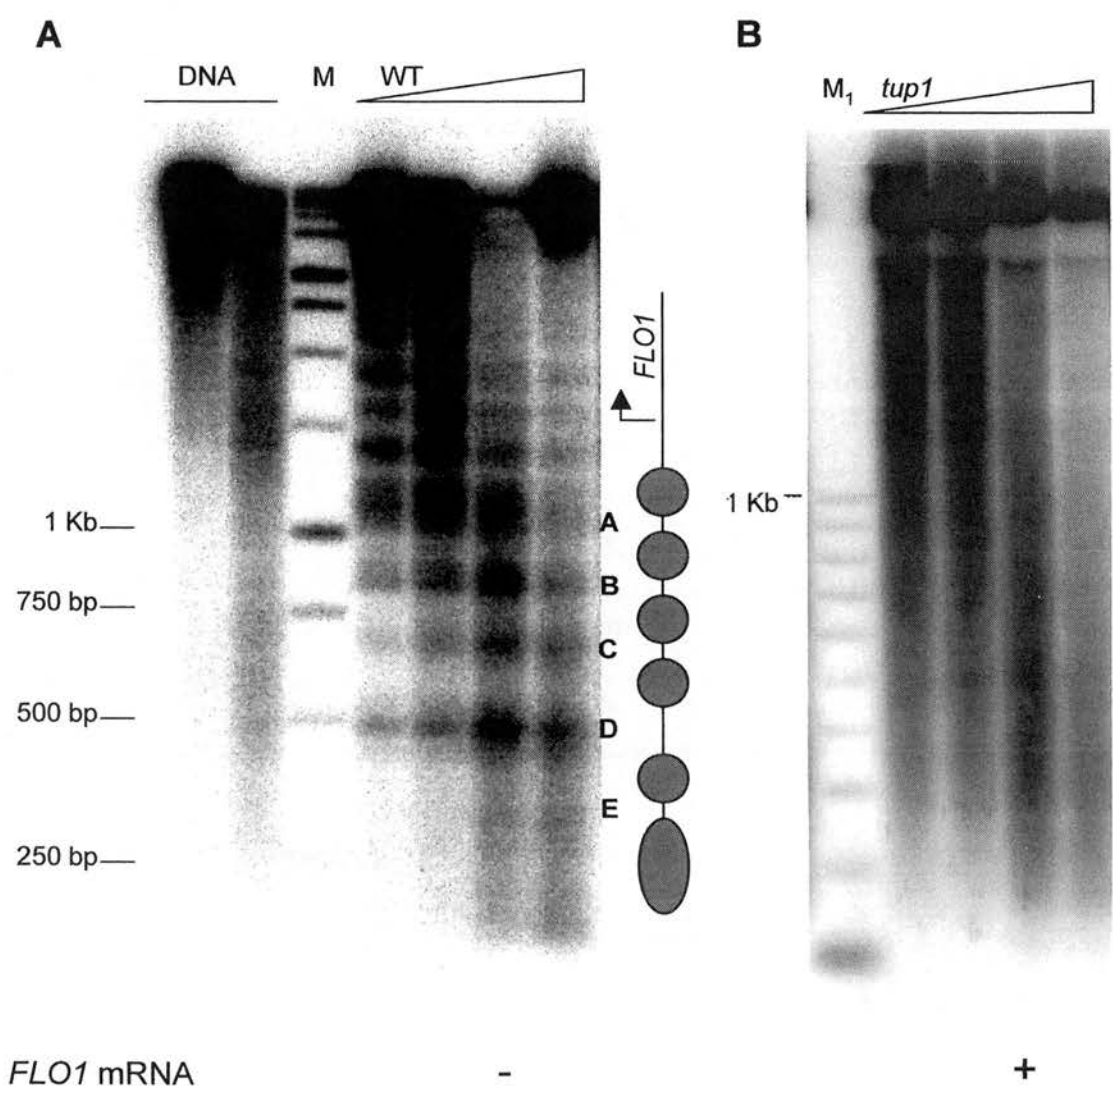 A
DNA M WT
1 Kb
750 bp
500 bp
250 bp
A
B
C
D
E
FLO1
B
M1 tup1
1 Kb
FLO1 mRNA - +